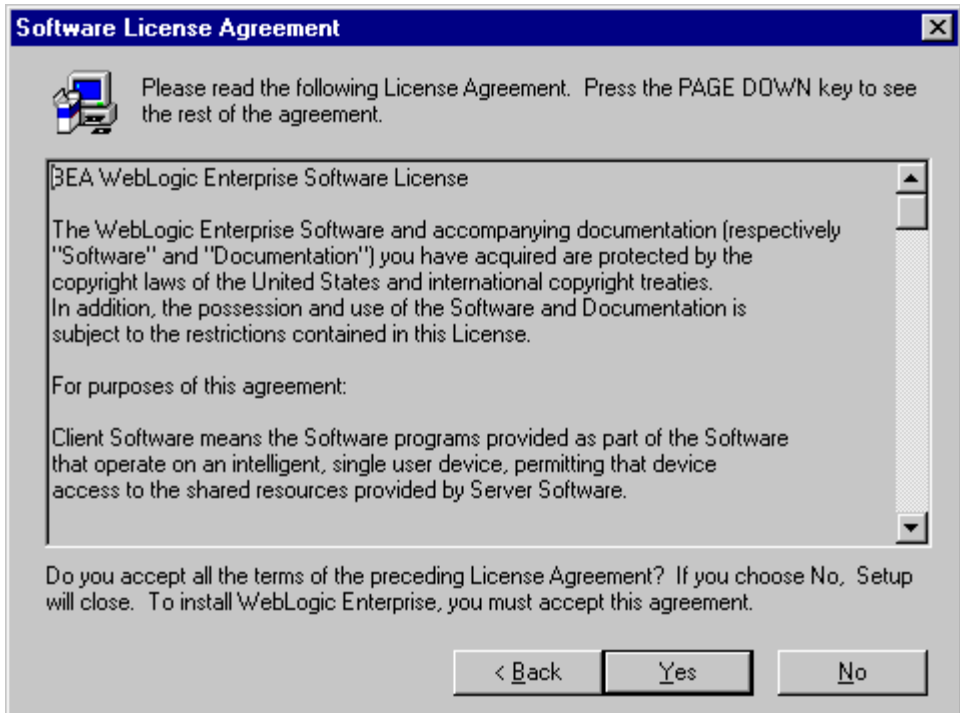 Software License Agreement
Please read the following License Agreement. Press the PAGE DOWN key to see
the rest of the agreement.
BEA WebLogic Enterprise Software License
The WebLogic Enterprise Software and accompanying documentation (respectively
"Software" and "Documentation") you have acquired are protected by the
copyright laws of the United States and international copyright treaties.
In addition, the possession and use of the Software and Documentation is
subject to the restrictions contained in this License.
For purposes of this agreement:
Client Software means the Software programs provided as part of the Software
that operate on an intelligent, single user device, permitting that device
access to the shared resources provided by Server Software.
Do you accept all the terms of the preceding License Agreement? If you choose No, Setup
will close. To install WebLogic Enterprise, you must accept this agreement.
< Back Yes No